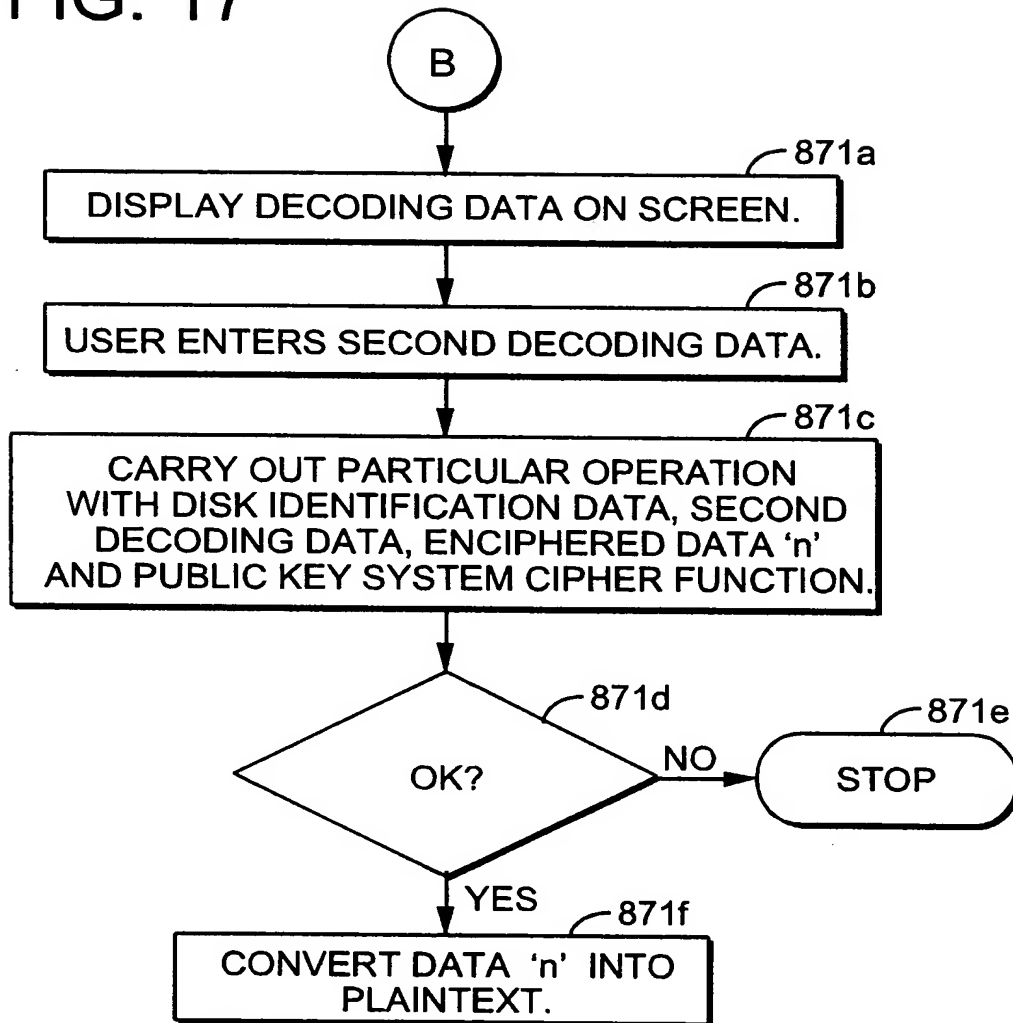 FIG. 17
B
871a
DISPLAY DECODING DATA ON SCREEN.
871b
USER ENTERS SECOND DECODING DATA.
871c
CARRY OUT PARTICULAR OPERATION
WITH DISK IDENTIFICATION DATA, SECOND
DECODING DATA, ENCIPHERED DATA ‘n’
AND PUBLIC KEY SYSTEM CIPHER FUNCTION.
871d
OK?
NO
871e
STOP
YES
871f
CONVERT DATA ‘n’ INTO
PLAINTEXT.